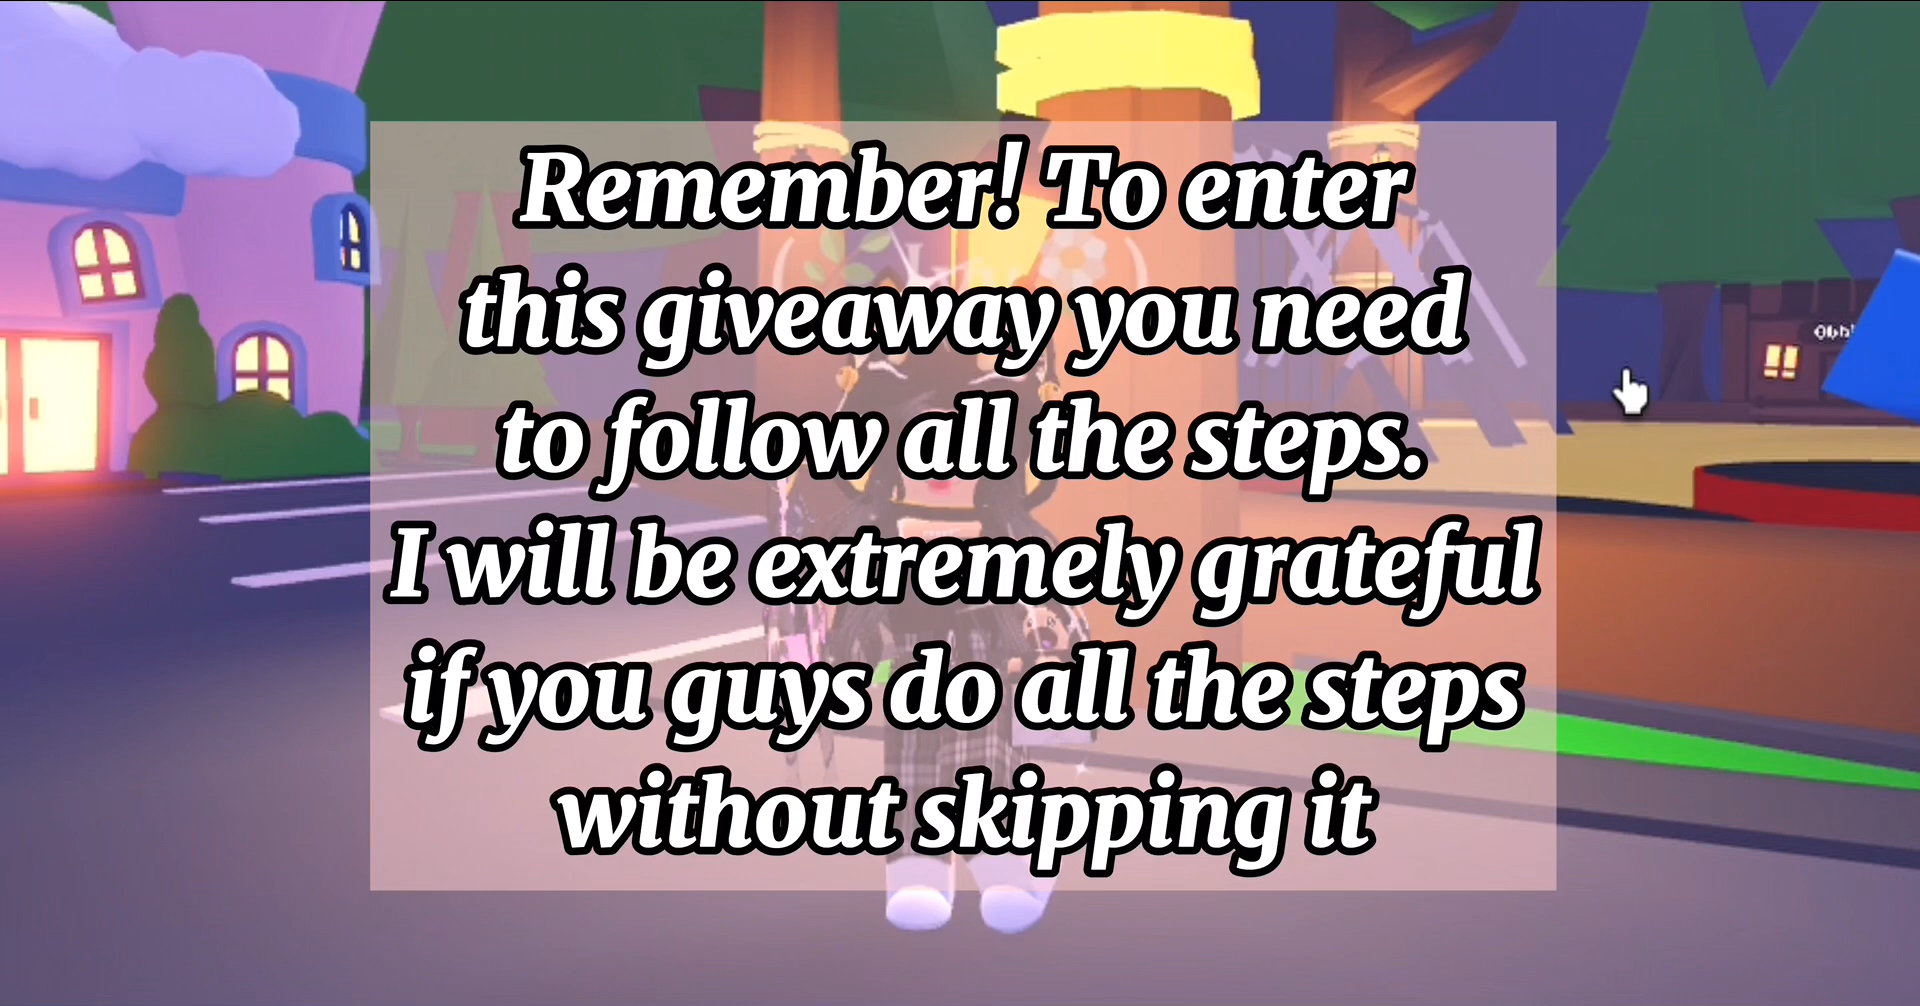 Remember! To enter
this giveaway you need
to follow all the steps.
I will be extremely grateful
if you guys do all the steps
without skipping it